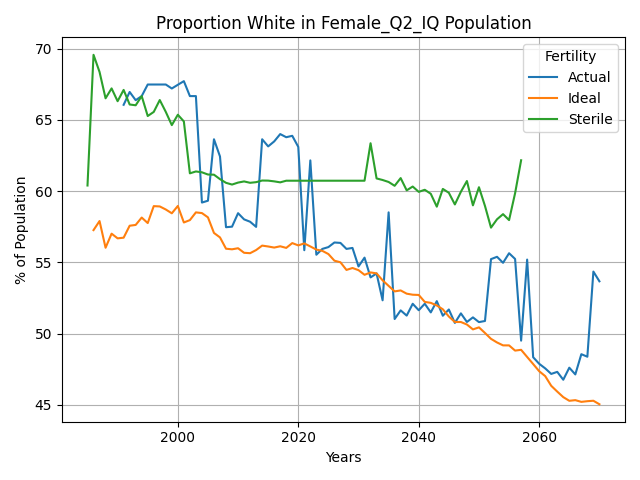 Proportion White in Female_Q2_IQ Population
% of Population
70
65
60
55
50
45
Fertility
Actual
Ideal
Sterile
2000
2020
2040
2060
Years